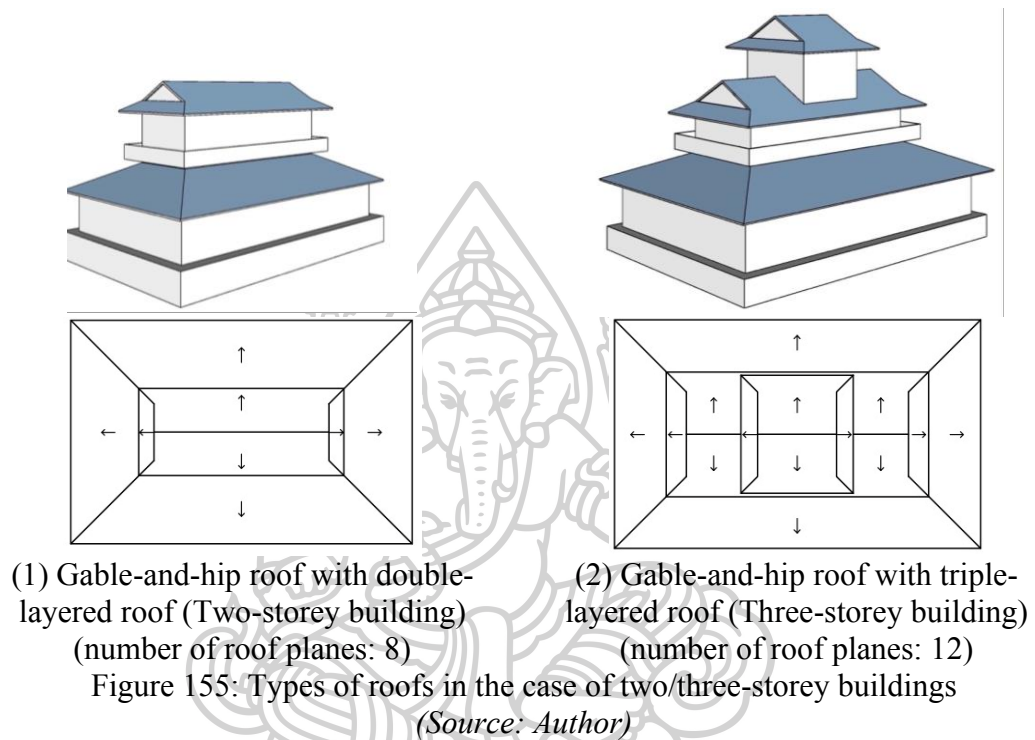 (1) Gable-and-hip roof with double-
layered roof (Two-storey building)
(number of roof planes: 8)
(2) Gable-and-hip roof with triple-
layered roof (Three-storey building)
(number of roof planes: 12)
Figure 155: Types of roofs in the case of two/three-storey buildings
(Source: Author)